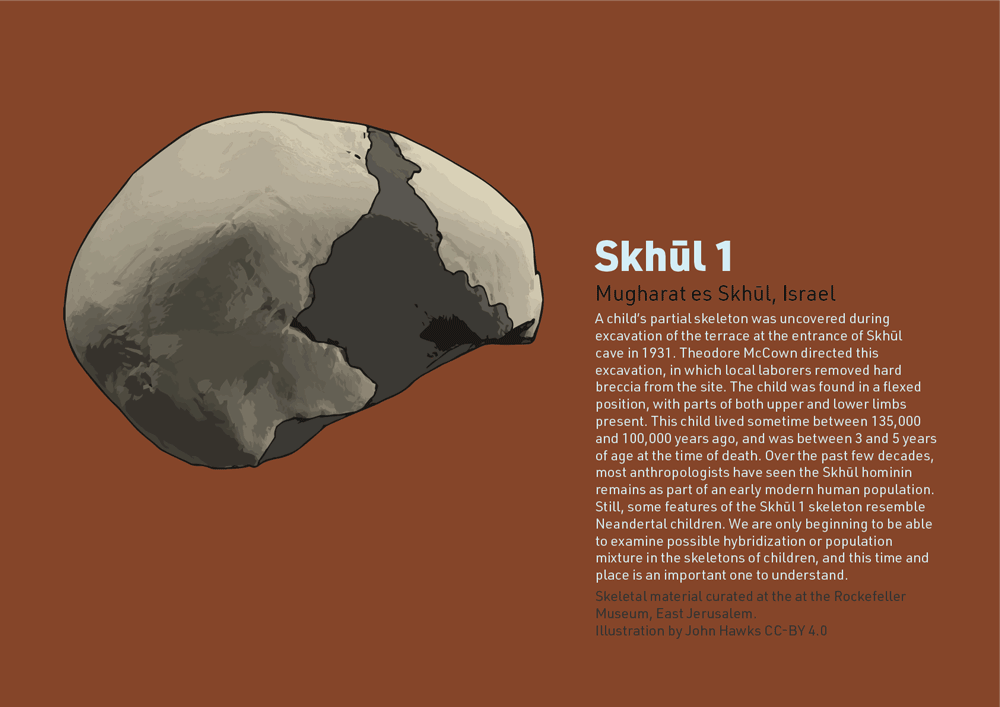 Skhūl 1
Mugharat es Skhūl, Israel
A child's partial skeleton was uncovered during
excavation of the terrace at the entrance of Skhūl
cave in 1931. Theodore McCown directed this
excavation, in which local laborers removed hard
breccia from the site. The child was found in a flexed
position, with parts of both upper and lower limbs
present. This child lived sometime between 135,000
and 100,000 years ago, and was between 3 and 5 years
of age at the time of death. Over the past few decades,
most anthropologists have seen the Skhūl hominin
remains as part of an early modern human population.
Still, some features of the Skhūl 1 skeleton resemble
Neandertal children. We are only beginning to be able
to examine possible hybridization or population
mixture in the skeletons of children, and this time and
place is an important one to understand.
Skeletal material curated at the at the Rockefeller
Museum, East Jerusalem.
Illustration by John Hawks CC-BY 4.0